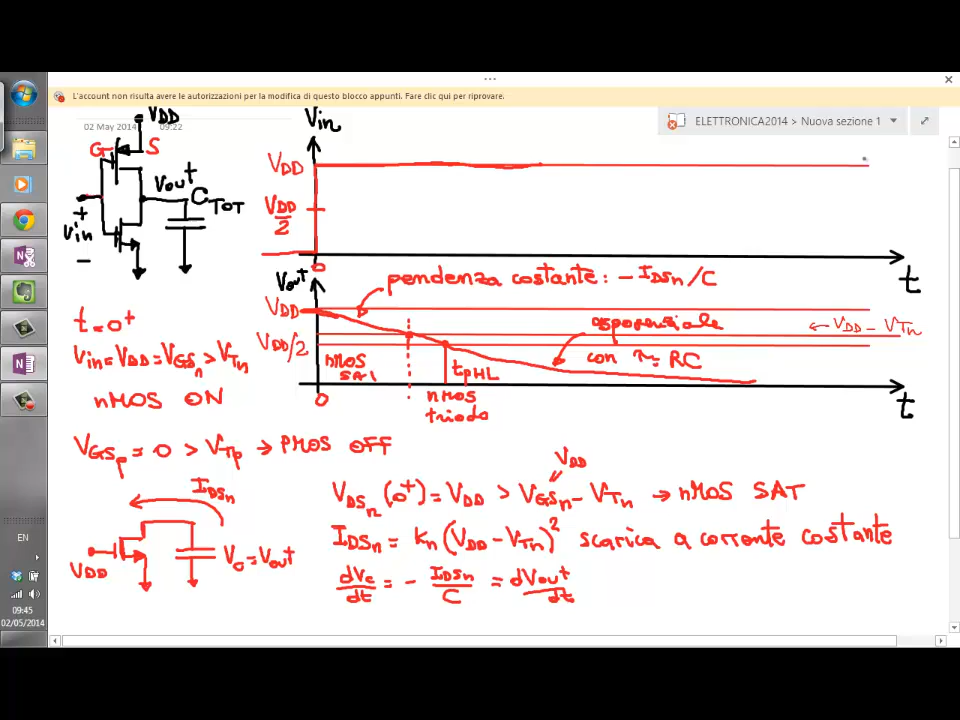 L'account non risulta avere le autorizzazioni per la modifica di questo blocco appunti. Fare clic qui per riprovare.
ELETTRONICA2014 > Nuova sezione 1
02 May 2014 09:22
VDD
G S
Vout
CTOT
+
Vin
−
Vin
VDD
VDD/2
0
t
Vout
pendenza costante: - IDSn/C
VDD
esponenziale
← VDD - VTn
VDD/2
con τ ≈ RC
nMOS
SAT
tpHL
0
nMOS
triodo
t
t = 0+
Vin = VDD = VGSn > VTn
nMOS ON
VGSp = 0 > VTp → PMOS OFF
IDSn
VDD
Vo = Vout
VDD
VDSn (0+) = VDD > VGSn - VTn → nMOS SAT
IDSn = Kn (VDD - VTn)2 scarica a corrente costante
dVc/dt = - IDSn/C = dVout/dt
EN
09:45
02/05/2014